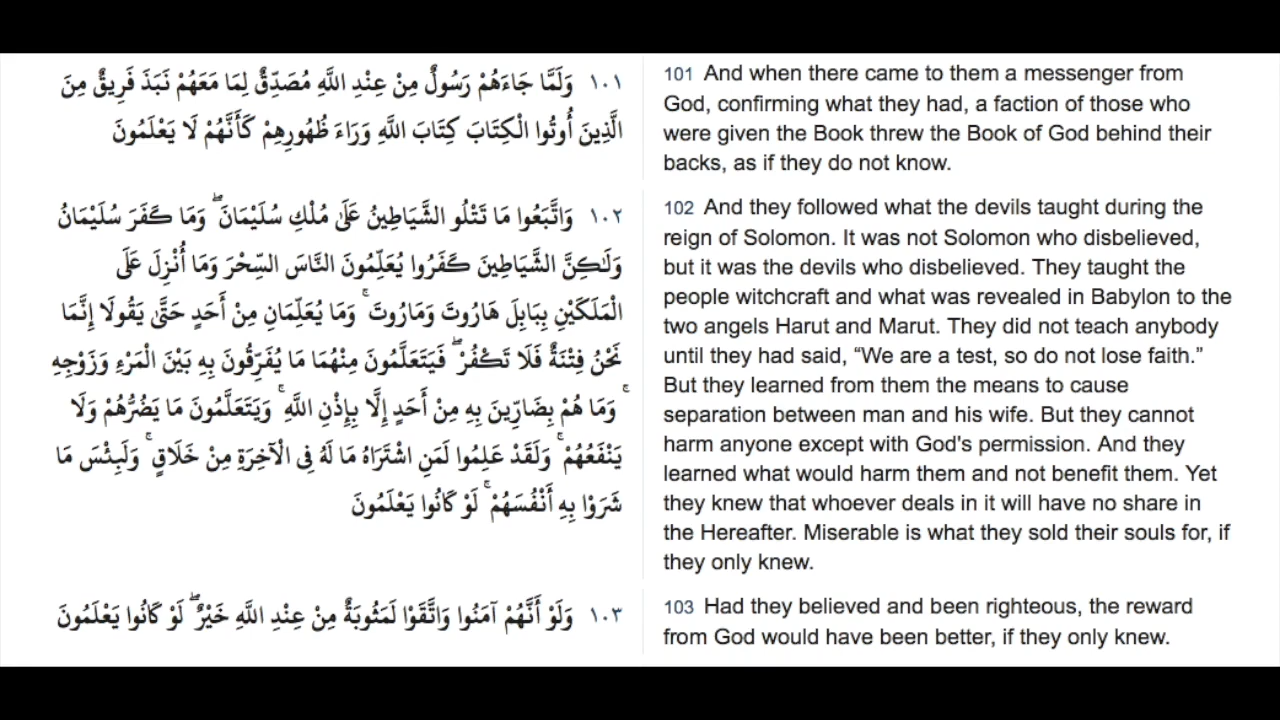 ١٠١ وَلَمَّا جَاءَهُمْ رَسُولٌ مِنْ عِنْدِ اللَّهِ مُصَدِّقٌ لِمَا مَعَهُمْ نَبَذَ فَرِيقٌ مِنَ
الَّذِينَ أُوتُوا الْكِتَابَ كِتَابَ اللَّهِ وَرَاءَ ظُهُورِهِمْ كَأَنَّهُمْ لَا يَعْلَمُونَ
101 And when there came to them a messenger from
God, confirming what they had, a faction of those who
were given the Book threw the Book of God behind their
backs, as if they do not know.
١٠٢ وَاتَّبَعُوا مَا تَتْلُو الشَّيَاطِينُ عَلَىٰ مُلْكِ سُلَيْمَانَ ۖ وَمَا كَفَرَ سُلَيْمَانُ
وَلَٰكِنَّ الشَّيَاطِينَ كَفَرُوا يُعَلِّمُونَ النَّاسَ السِّحْرَ وَمَا أُنْزِلَ عَلَى
الْمَلَكَيْنِ بِبَابِلَ هَارُوتَ وَمَارُوتَ ۚ وَمَا يُعَلِّمَانِ مِنْ أَحَدٍ حَتَّىٰ يَقُولَا إِنَّمَا
نَحْنُ فِتْنَةٌ فَلَا تَكْفُرْ ۖ فَيَتَعَلَّمُونَ مِنْهُمَا مَا يُفَرِّقُونَ بِهِ بَيْنَ الْمَرْءِ وَزَوْجِهِ
ۚ وَمَا هُمْ بِضَارِّينَ بِهِ مِنْ أَحَدٍ إِلَّا بِإِذْنِ اللَّهِ ۚ وَيَتَعَلَّمُونَ مَا يَضُرُّهُمْ وَلَا
يَنْفَعُهُمْ ۚ وَلَقَدْ عَلِمُوا لَمَنِ اشْتَرَاهُ مَا لَهُ فِي الْآخِرَةِ مِنْ خَلَاقٍ ۚ وَلَبِئْسَ مَا
شَرَوْا بِهِ أَنْفُسَهُمْ ۚ لَوْ كَانُوا يَعْلَمُونَ
102 And they followed what the devils taught during the
reign of Solomon. It was not Solomon who disbelieved,
but it was the devils who disbelieved. They taught the
people witchcraft and what was revealed in Babylon to the
two angels Harut and Marut. They did not teach anybody
until they had said, “We are a test, so do not lose faith.”
But they learned from them the means to cause
separation between man and his wife. But they cannot
harm anyone except with God's permission. And they
learned what would harm them and not benefit them. Yet
they knew that whoever deals in it will have no share in
the Hereafter. Miserable is what they sold their souls for, if
they only knew.
١٠٣ وَلَوْ أَنَّهُمْ آمَنُوا وَاتَّقَوْا لَمَثُوبَةٌ مِنْ عِنْدِ اللَّهِ خَيْرٌ ۖ لَوْ كَانُوا يَعْلَمُونَ
103 Had they believed and been righteous, the reward
from God would have been better, if they only knew.